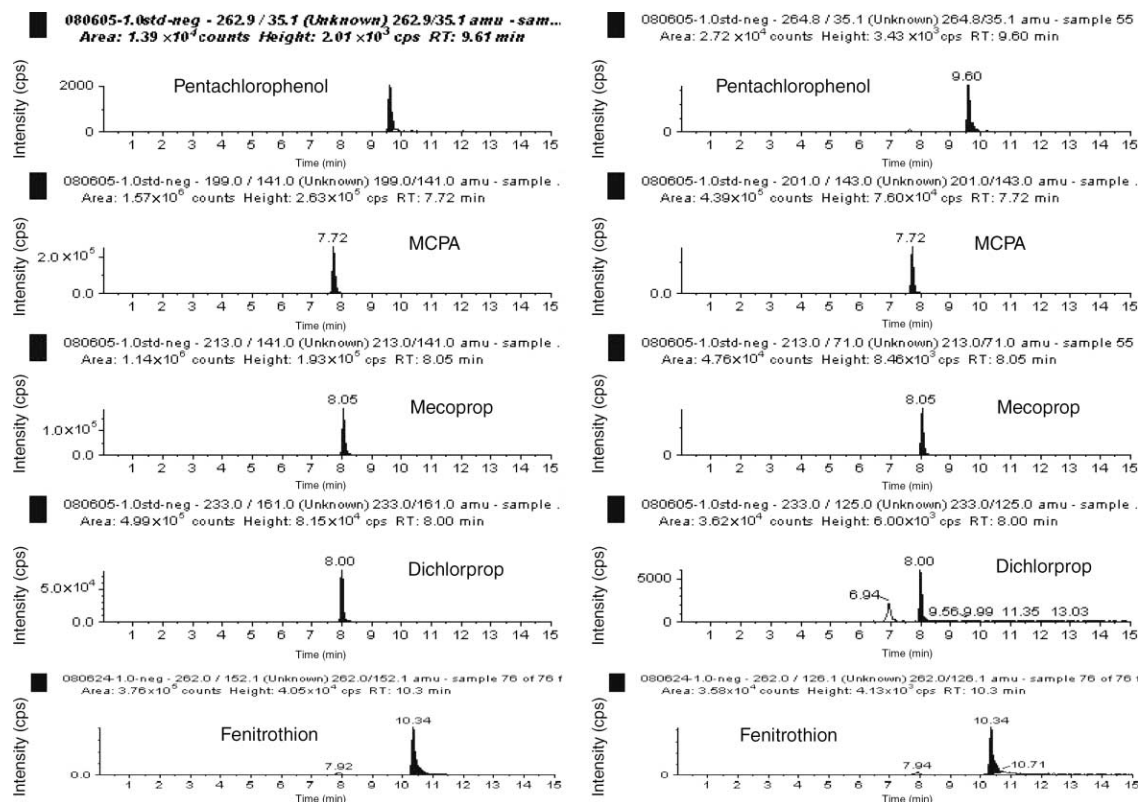 080605-1.0std-neg - 262.9 / 35.1 (Unknown) 262.9/35.1 amu - sam...
Area: 1.39 ×10⁴ counts Height: 2.01 ×10³ cps RT: 9.61 min
Intensity (cps)
2000
0
Pentachlorophenol
1 2 3 4 5 6 7 8 9 10 11 12 13 14 15
Time (min)
080605-1.0std-neg - 264.8 / 35.1 (Unknown) 264.8/35.1 amu - sample 55
Area: 2.72 ×10⁴ counts Height: 3.43 ×10³ cps RT: 9.60 min
Intensity (cps)
0
Pentachlorophenol
9.60
1 2 3 4 5 6 7 8 9 10 11 12 13 14 15
Time (min)
080605-1.0std-neg - 199.0 / 141.0 (Unknown) 199.0/141.0 amu - sample .
Area: 1.57×10⁶ counts Height: 2.63×10⁵ cps RT: 7.72 min
Intensity (cps)
2.0×10⁵
0.0
7.72
MCPA
1 2 3 4 5 6 7 8 9 10 11 12 13 14 15
Time (min)
080605-1.0std-neg - 201.0 / 143.0 (Unknown) 201.0/143.0 amu - sample .
Area: 4.39×10⁵ counts Height: 7.60×10⁴ cps RT: 7.72 min
Intensity (cps)
0.0
7.72
MCPA
1 2 3 4 5 6 7 8 9 10 11 12 13 14 15
Time (min)
080605-1.0std-neg - 213.0 / 141.0 (Unknown) 213.0/141.0 amu - sample .
Area: 1.14×10⁶ counts Height: 1.93×10⁵ cps RT: 8.05 min
Intensity (cps)
1.0×10⁵
0.0
8.05
Mecoprop
1 2 3 4 5 6 7 8 9 10 11 12 13 14 15
Time (min)
080605-1.0std-neg - 213.0 / 71.0 (Unknown) 213.0/71.0 amu - sample 55
Area: 4.76×10⁴ counts Height: 8.46×10³ cps RT: 8.05 min
Intensity (cps)
0.0
8.05
Mecoprop
1 2 3 4 5 6 7 8 9 10 11 12 13 14 15
Time (min)
080605-1.0std-neg - 233.0 / 161.0 (Unknown) 233.0/161.0 amu - sample .
Area: 4.99×10⁵ counts Height: 8.15×10⁴ cps RT: 8.00 min
Intensity (cps)
5.0×10⁴
0.0
8.00
Dichlorprop
1 2 3 4 5 6 7 8 9 10 11 12 13 14 15
Time (min)
080605-1.0std-neg - 233.0 / 125.0 (Unknown) 233.0/125.0 amu - sample .
Area: 3.62×10⁴ counts Height: 6.00×10³ cps RT: 8.00 min
Intensity (cps)
5000
0
6.94
8.00
Dichlorprop
9.56 9.99 11.35 13.03
1 2 3 4 5 6 7 8 9 10 11 12 13 14 15
Time (min)
080624-1.0-neg - 262.0 / 152.1 (Unknown) 262.0/152.1 amu - sample 76 of 76 f
Area: 3.76×10⁵ counts Height: 4.05×10⁴ cps RT: 10.3 min
Intensity (cps)
0.0
Fenitrothion
7.92
10.34
1 2 3 4 5 6 7 8 9 10 11 12 13 14 15
Time (min)
080624-1.0-neg - 262.0 / 126.1 (Unknown) 262.0/126.1 amu - sample 76 of 76 f
Area: 3.58×10⁴ counts Height: 4.13×10³ cps RT: 10.3 min
Intensity (cps)
0
Fenitrothion
7.94
10.34
10.71
1 2 3 4 5 6 7 8 9 10 11 12 13 14 15
Time (min)